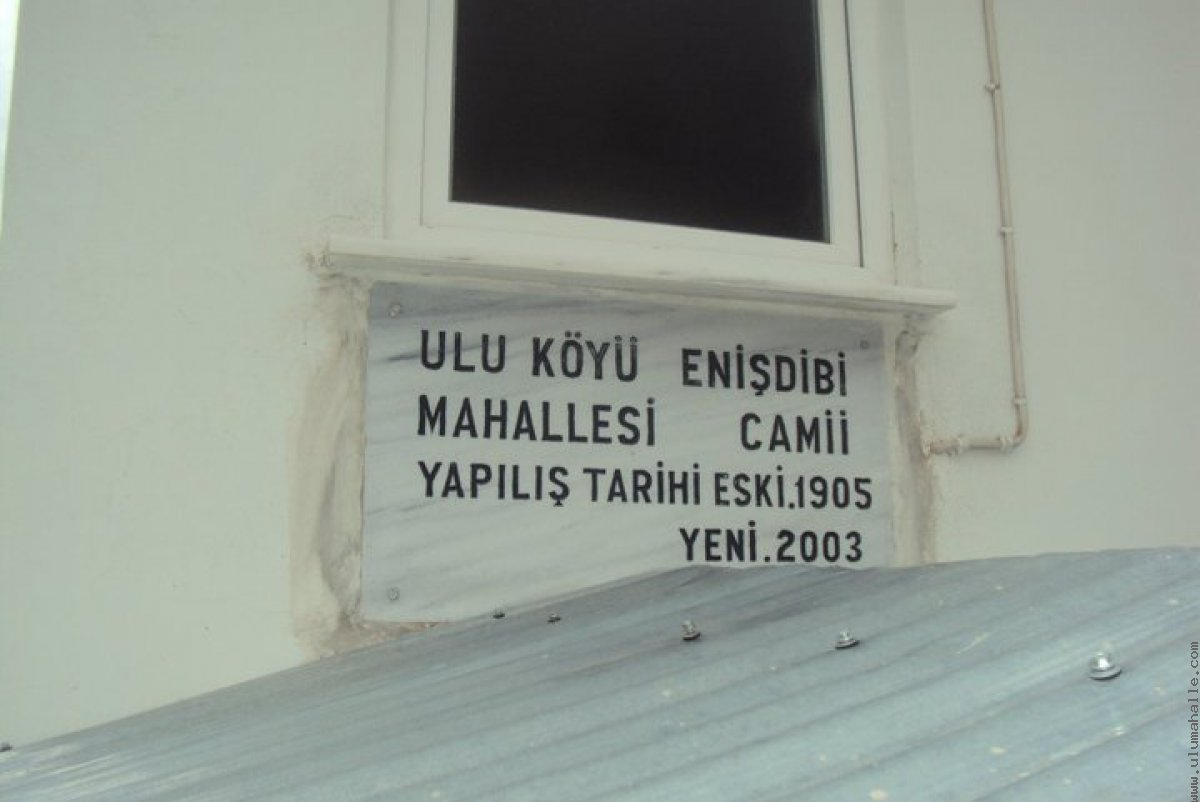 ULU KÖYÜ ENİŞDİBİ
MAHALLESİ CAMİİ
YAPILIŞ TARİHİ ESKİ.1905
YENİ.2003
www.ulumahalle.com